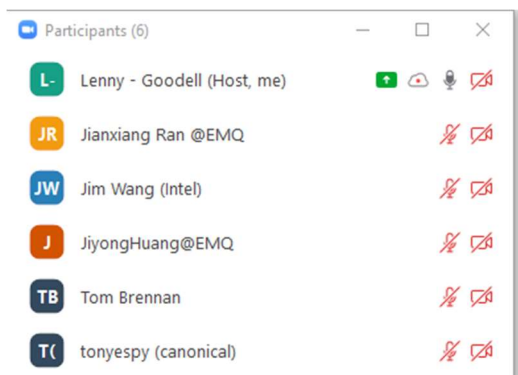 Participants (6)
L- Lenny - Goodell (Host, me)
JR Jianxiang Ran @EMQ
JW Jim Wang (Intel)
J JiyongHuang@EMQ
TB Tom Brennan
T( tonyespy (canonical)